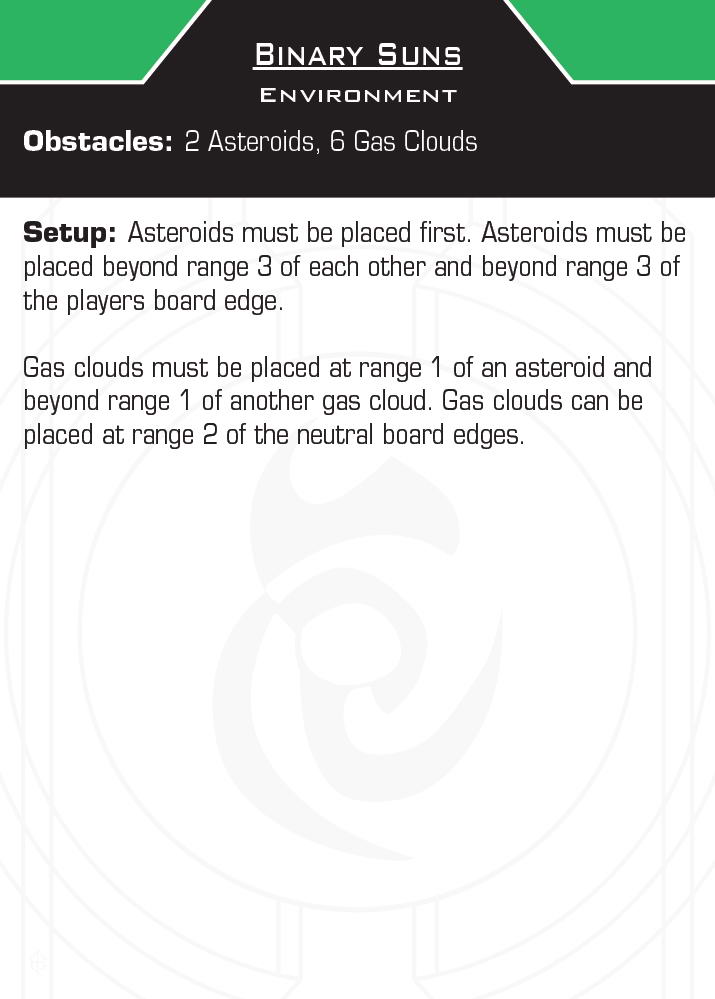 Binary Suns
Environment
Obstacles: 2 Asteroids, 6 Gas Clouds
Setup: Asteroids must be placed first. Asteroids must be
placed beyond range 3 of each other and beyond range 3 of
the players board edge.
Gas clouds must be placed at range 1 of an asteroid and
beyond range 1 of another gas cloud. Gas clouds can be
placed at range 2 of the neutral board edges.